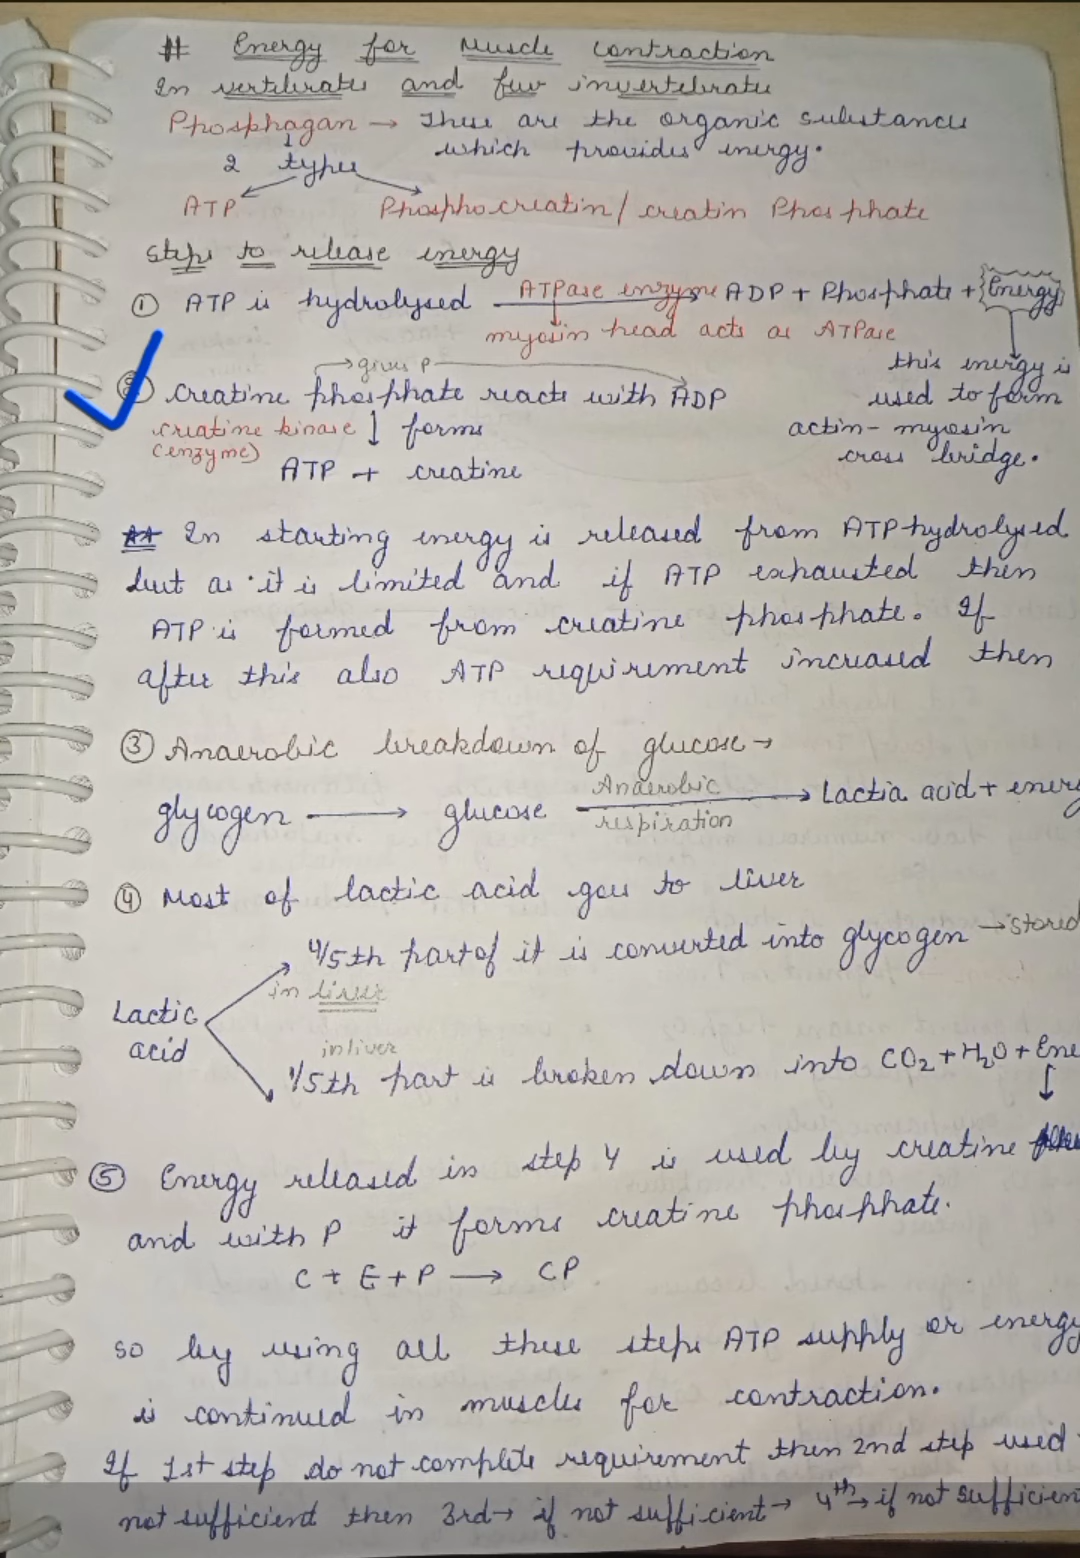 # Energy for Muscle Contraction
In vertibrates and few invertebrates
Phosphagan → These are the organic substances
which provides energy.
2 types
ATP Phosphocreatin/creatin Phosphate
Steps to release energy
① ATP is hydrolysed ATPase enzyme ADP + Phosphate + Energy
myosin head acts as ATPase
this energy is
used to form
actin-myosin
cross bridge.
→ gives P
② Creatine phosphate reacts with ADP
creatine kinase ↓ forms
(enzyme)
ATP + creatine
** In starting energy is released from ATP hydrolysed
but as it is limited and if ATP exhausted then
ATP is formed from creatine phosphate. If
after this also ATP requirement increased then
③ Anaerobic breakdown of glucose →
glycogen → glucose Anaerobic respiration → Lactia acid + energ
④ Most of lactic acid goes to liver
Lactic acid
4/5th part of it is converted into glycogen → stored
in liver
in liver
1/5th part is broken down into CO₂ + H₂O + Ene
↓
⑤ Energy released in step 4 is used by creatine
and with P it forms creatine phosphate.
C + E + P → CP
so by using all these steps ATP supply or energy
is continued in muscles for contraction.
If 1st step do not complete requirement then 2nd step used
not sufficient then 3rd → if not sufficient → 4th → if not sufficien